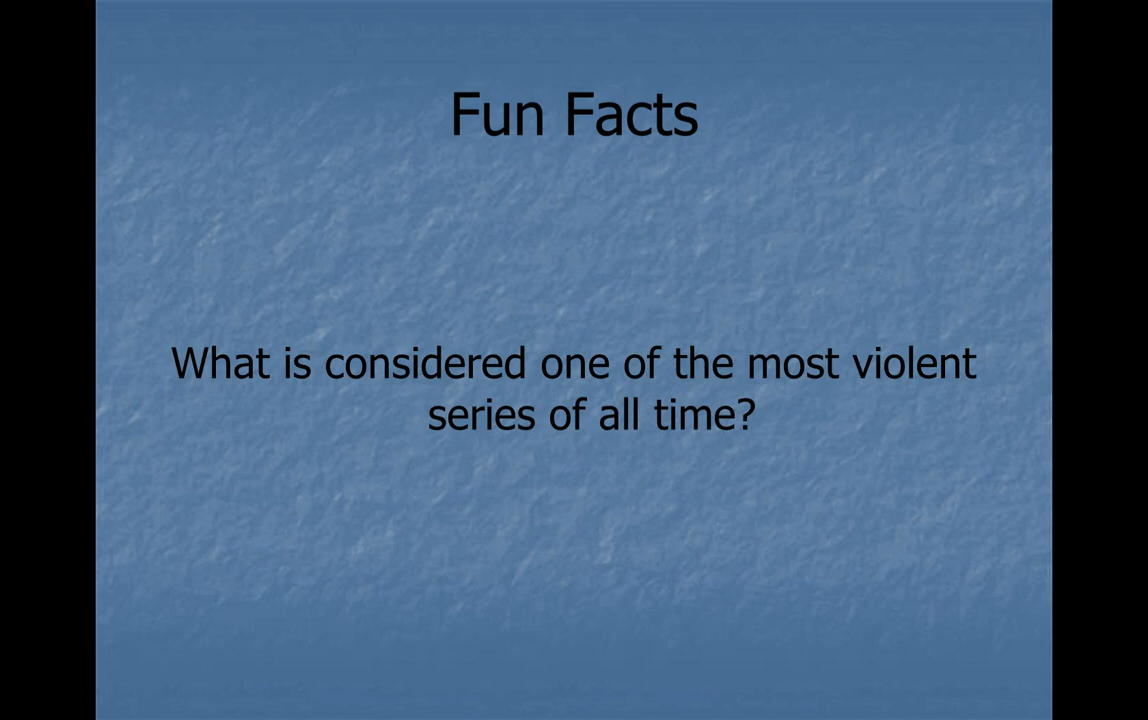 Fun Facts
What is considered one of the most violent
series of all time?